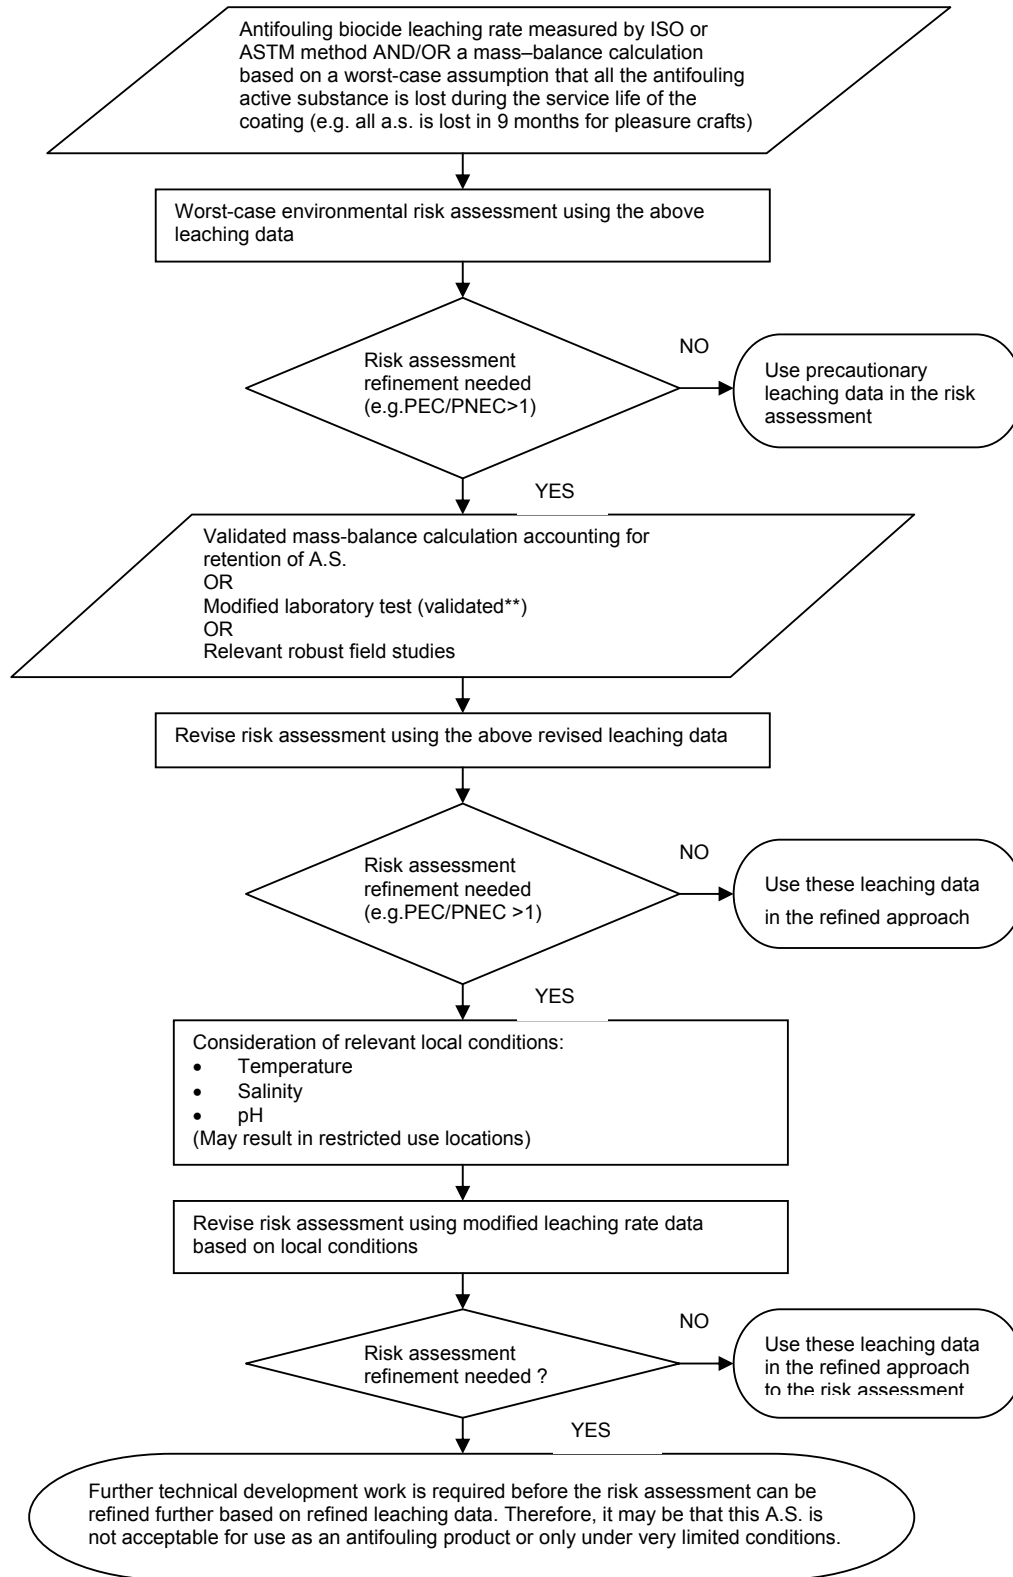 Antifouling biocide leaching rate measured by ISO or
ASTM method AND/OR a mass–balance calculation
based on a worst-case assumption that all the antifouling
active substance is lost during the service life of the
coating (e.g. all a.s. is lost in 9 months for pleasure crafts)
Worst-case environmental risk assessment using the above
leaching data
Risk assessment
refinement needed
(e.g.PEC/PNEC>1)
NO
Use precautionary
leaching data in the risk
assessment
YES
Validated mass-balance calculation accounting for
retention of A.S.
OR
Modified laboratory test (validated**)
OR
Relevant robust field studies
Revise risk assessment using the above revised leaching data
Risk assessment
refinement needed
(e.g.PEC/PNEC >1)
NO
Use these leaching data
in the refined approach
YES
Consideration of relevant local conditions:
• Temperature
• Salinity
• pH
(May result in restricted use locations)
Revise risk assessment using modified leaching rate data
based on local conditions
Risk assessment
refinement needed ?
NO
Use these leaching data
in the refined approach
to the risk assessment
YES
Further technical development work is required before the risk assessment can be
refined further based on refined leaching data. Therefore, it may be that this A.S. is
not acceptable for use as an antifouling product or only under very limited conditions.